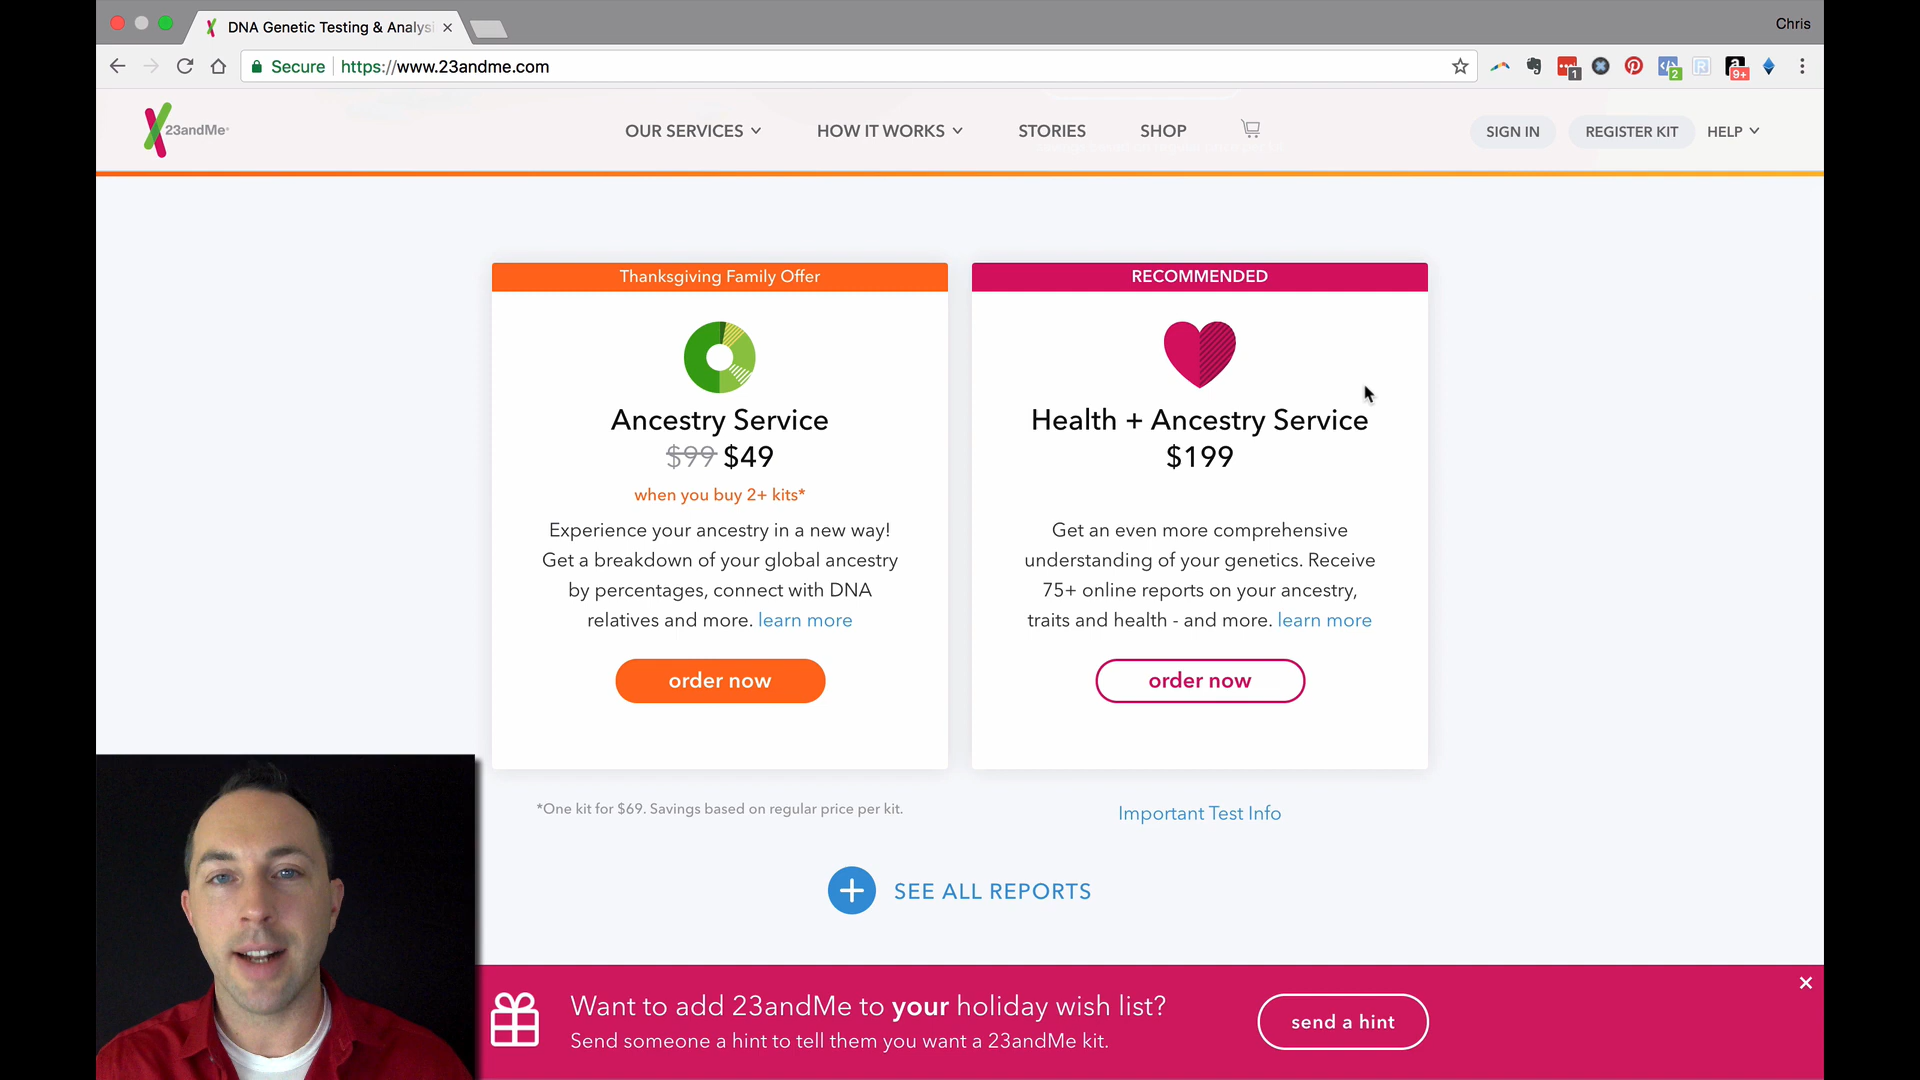 DNA Genetic Testing & Analysi
Chris
Secure https://www.23andme.com
1
2
9+
23andMe
OUR SERVICES
HOW IT WORKS
STORIES
SHOP
SIGN IN
REGISTER KIT
HELP
Thanksgiving Family Offer
Ancestry Service
$99 $49
when you buy 2+ kits*
Experience your ancestry in a new way!
Get a breakdown of your global ancestry
by percentages, connect with DNA
relatives and more. learn more
order now
*One kit for $69. Savings based on regular price per kit.
RECOMMENDED
Health + Ancestry Service
$199
Get an even more comprehensive
understanding of your genetics. Receive
75+ online reports on your ancestry,
traits and health - and more. learn more
order now
Important Test Info
SEE ALL REPORTS
Want to add 23andMe to your holiday wish list?
Send someone a hint to tell them you want a 23andMe kit.
send a hint